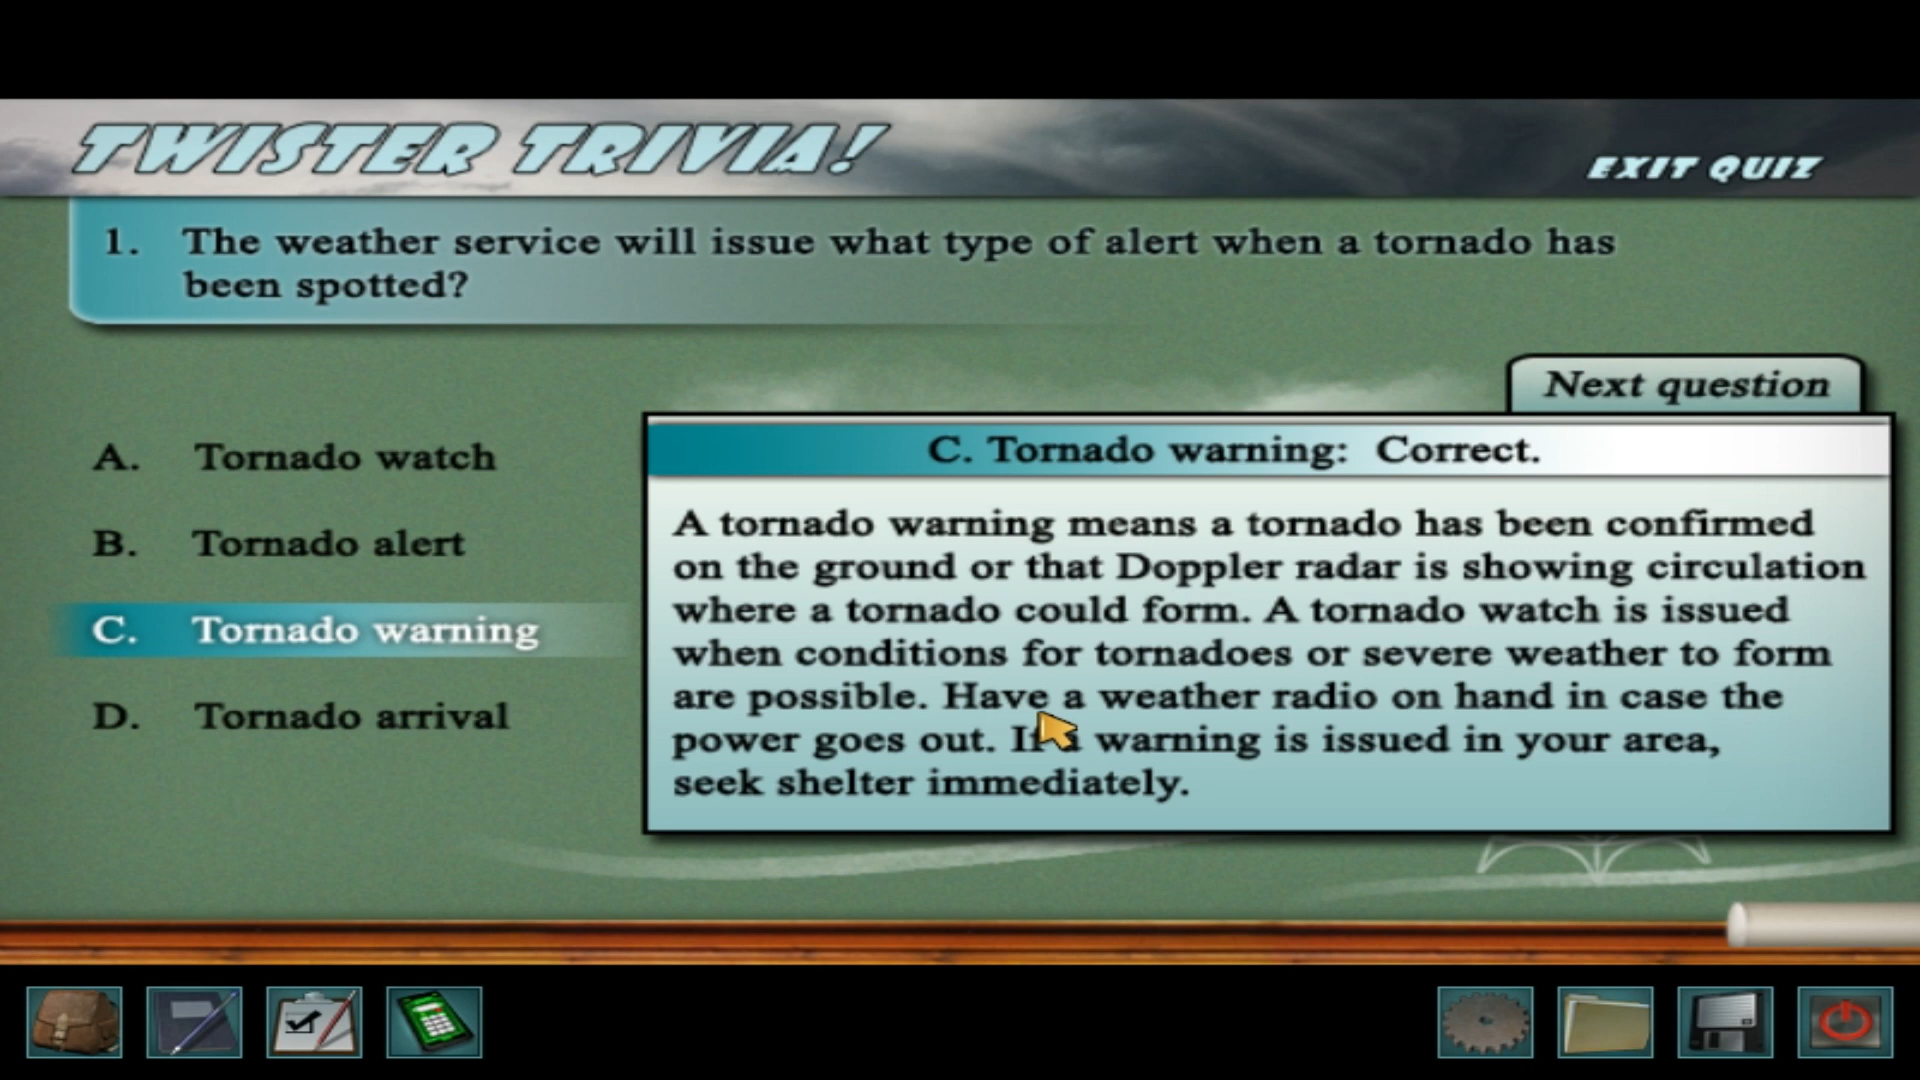 TWISTER TRIVIA!
EXIT QUIZ
1. The weather service will issue what type of alert when a tornado has
been spotted?
Next question
A. Tornado watch
B. Tornado alert
C. Tornado warning
D. Tornado arrival
C. Tornado warning: Correct.
A tornado warning means a tornado has been confirmed
on the ground or that Doppler radar is showing circulation
where a tornado could form. A tornado watch is issued
when conditions for tornadoes or severe weather to form
are possible. Have a weather radio on hand in case the
power goes out. If a warning is issued in your area,
seek shelter immediately.